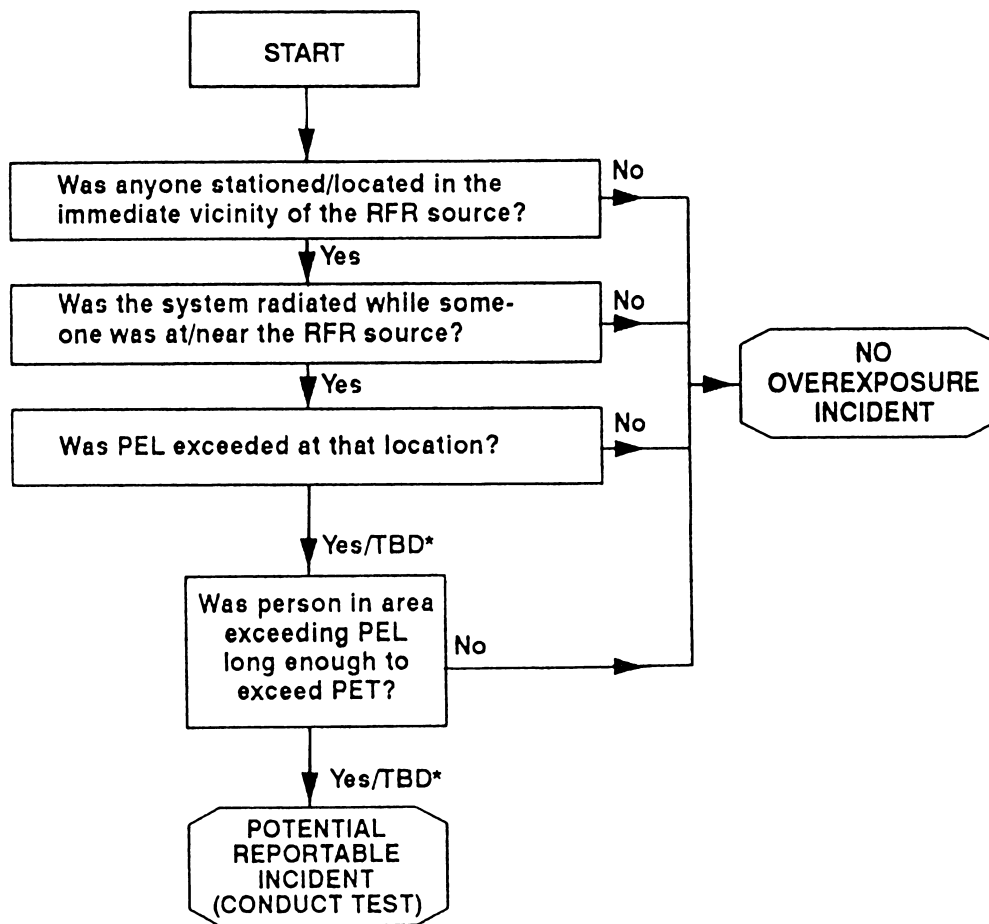 START
Was anyone stationed/located in the
immediate vicinity of the RFR source?
No
Yes
Was the system radiated while some-
one was at/near the RFR source?
No
Yes
Was PEL exceeded at that location?
No
NO
OVEREXPOSURE
INCIDENT
Yes/TBD*
Was person in area
exceeding PEL
long enough to
exceed PET?
No
Yes/TBD*
POTENTIAL
REPORTABLE
INCIDENT
(CONDUCT TEST)